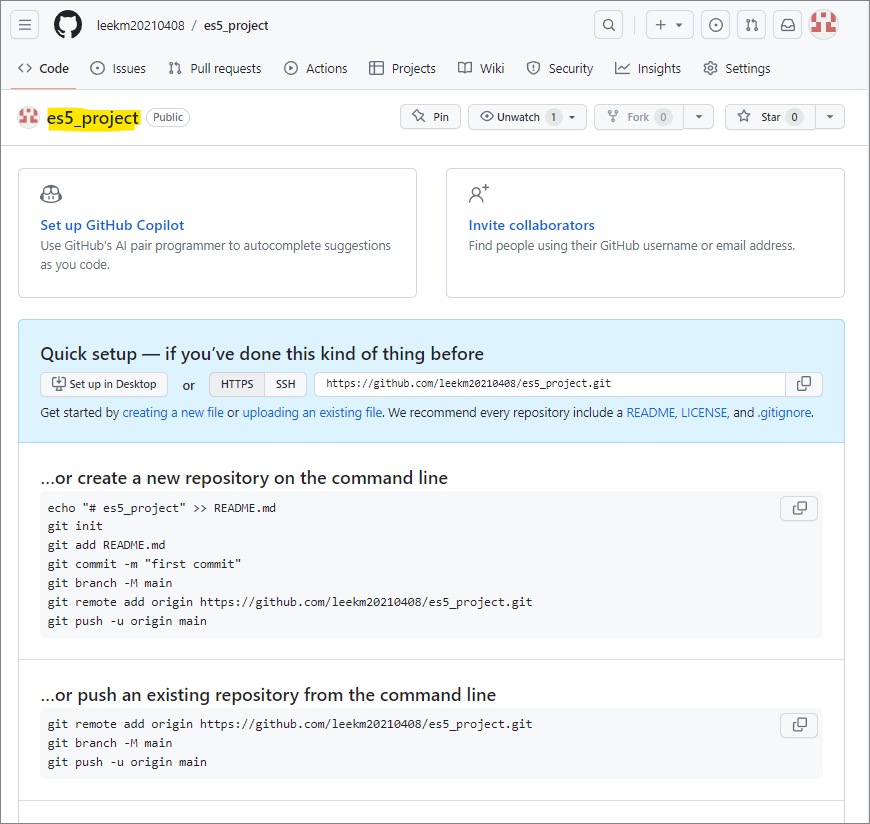 leekm20210408 / es5_project
Code Issues Pull requests Actions Projects Wiki Security Insights Settings
es5_project Public Pin Unwatch 1 Fork 0 Star 0
Set up GitHub Copilot
Use GitHub's AI pair programmer to autocomplete suggestions
as you code.
Invite collaborators
Find people using their GitHub username or email address.
Quick setup — if you’ve done this kind of thing before
Set up in Desktop or HTTPS SSH https://github.com/leekm20210408/es5_project.git
Get started by creating a new file or uploading an existing file. We recommend every repository include a README, LICENSE, and .gitignore.
...or create a new repository on the command line
echo "# es5_project" >> README.md
git init
git add README.md
git commit -m "first commit"
git branch -M main
git remote add origin https://github.com/leekm20210408/es5_project.git
git push -u origin main
...or push an existing repository from the command line
git remote add origin https://github.com/leekm20210408/es5_project.git
git branch -M main
git push -u origin main